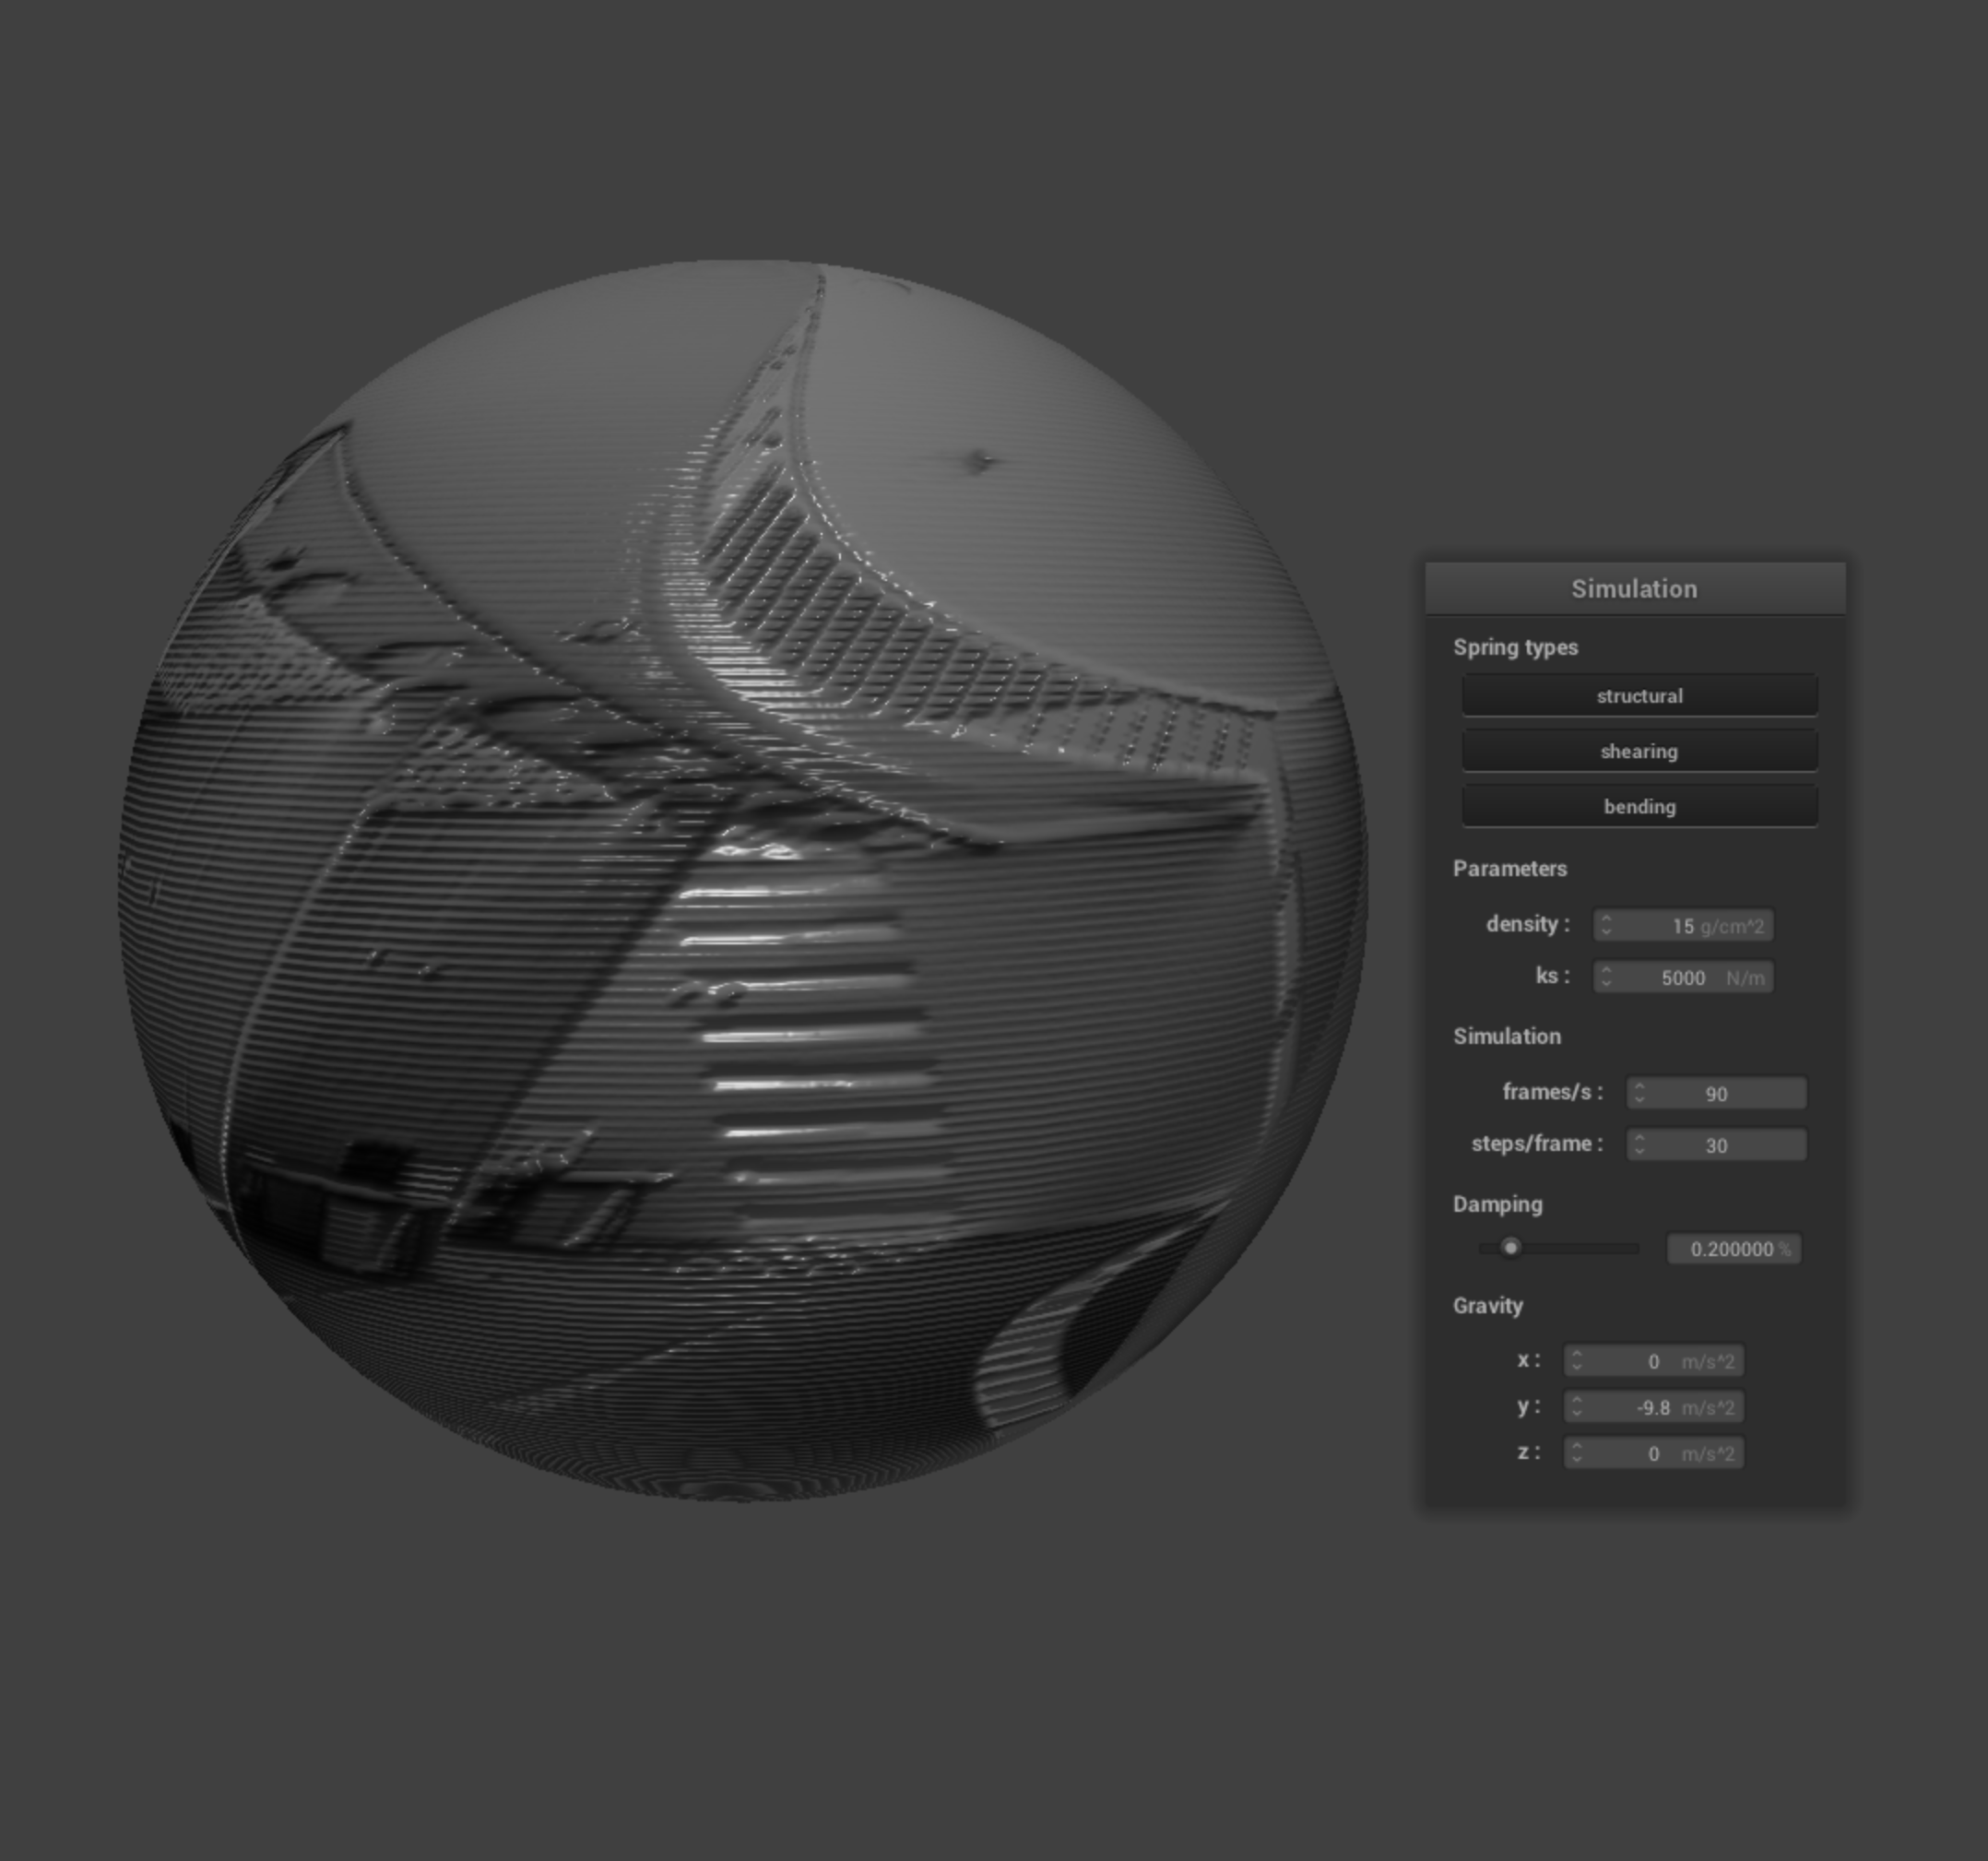 Simulation
Spring types
structural
shearing
bending
Parameters
density : 15 g/cm^2
ks : 5000 N/m
Simulation
frames/s : 90
steps/frame : 30
Damping
0.200000 %
Gravity
x : 0 m/s^2
y : -9.8 m/s^2
z : 0 m/s^2